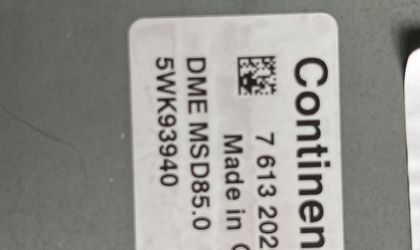 Continen
7 613 202
Made in
DME MSD85.0
5WK93940